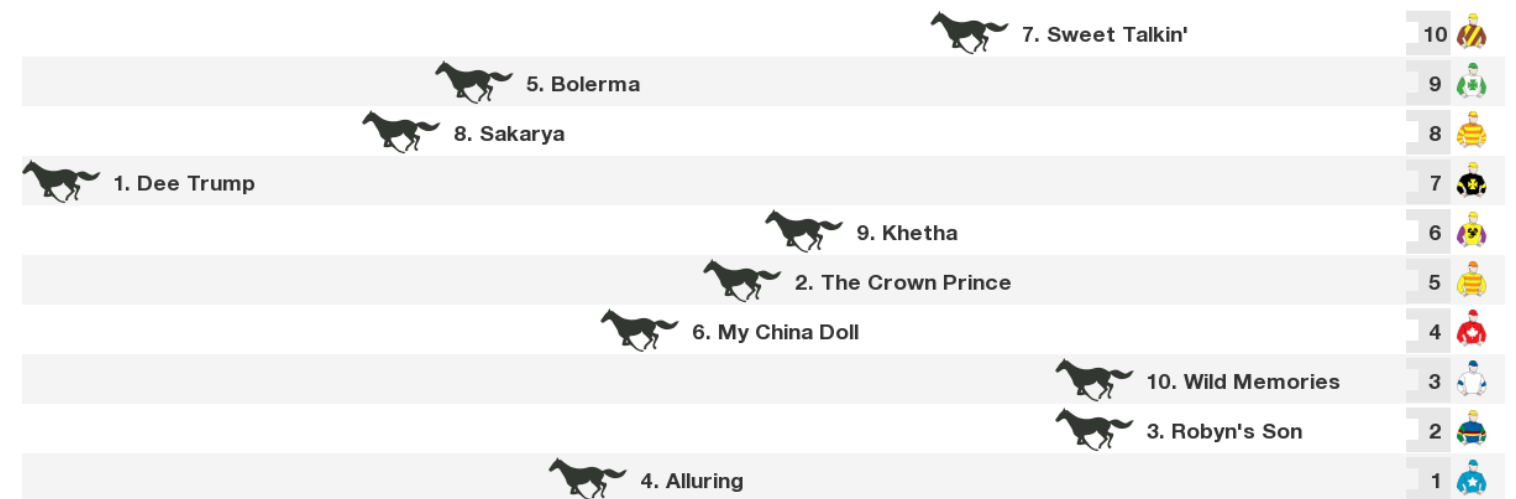 7. Sweet Talkin' 10
5. Bolerma 9
8. Sakarya 8
1. Dee Trump 7
9. Khetha 6
2. The Crown Prince 5
6. My China Doll 4
10. Wild Memories 3
3. Robyn's Son 2
4. Alluring 1